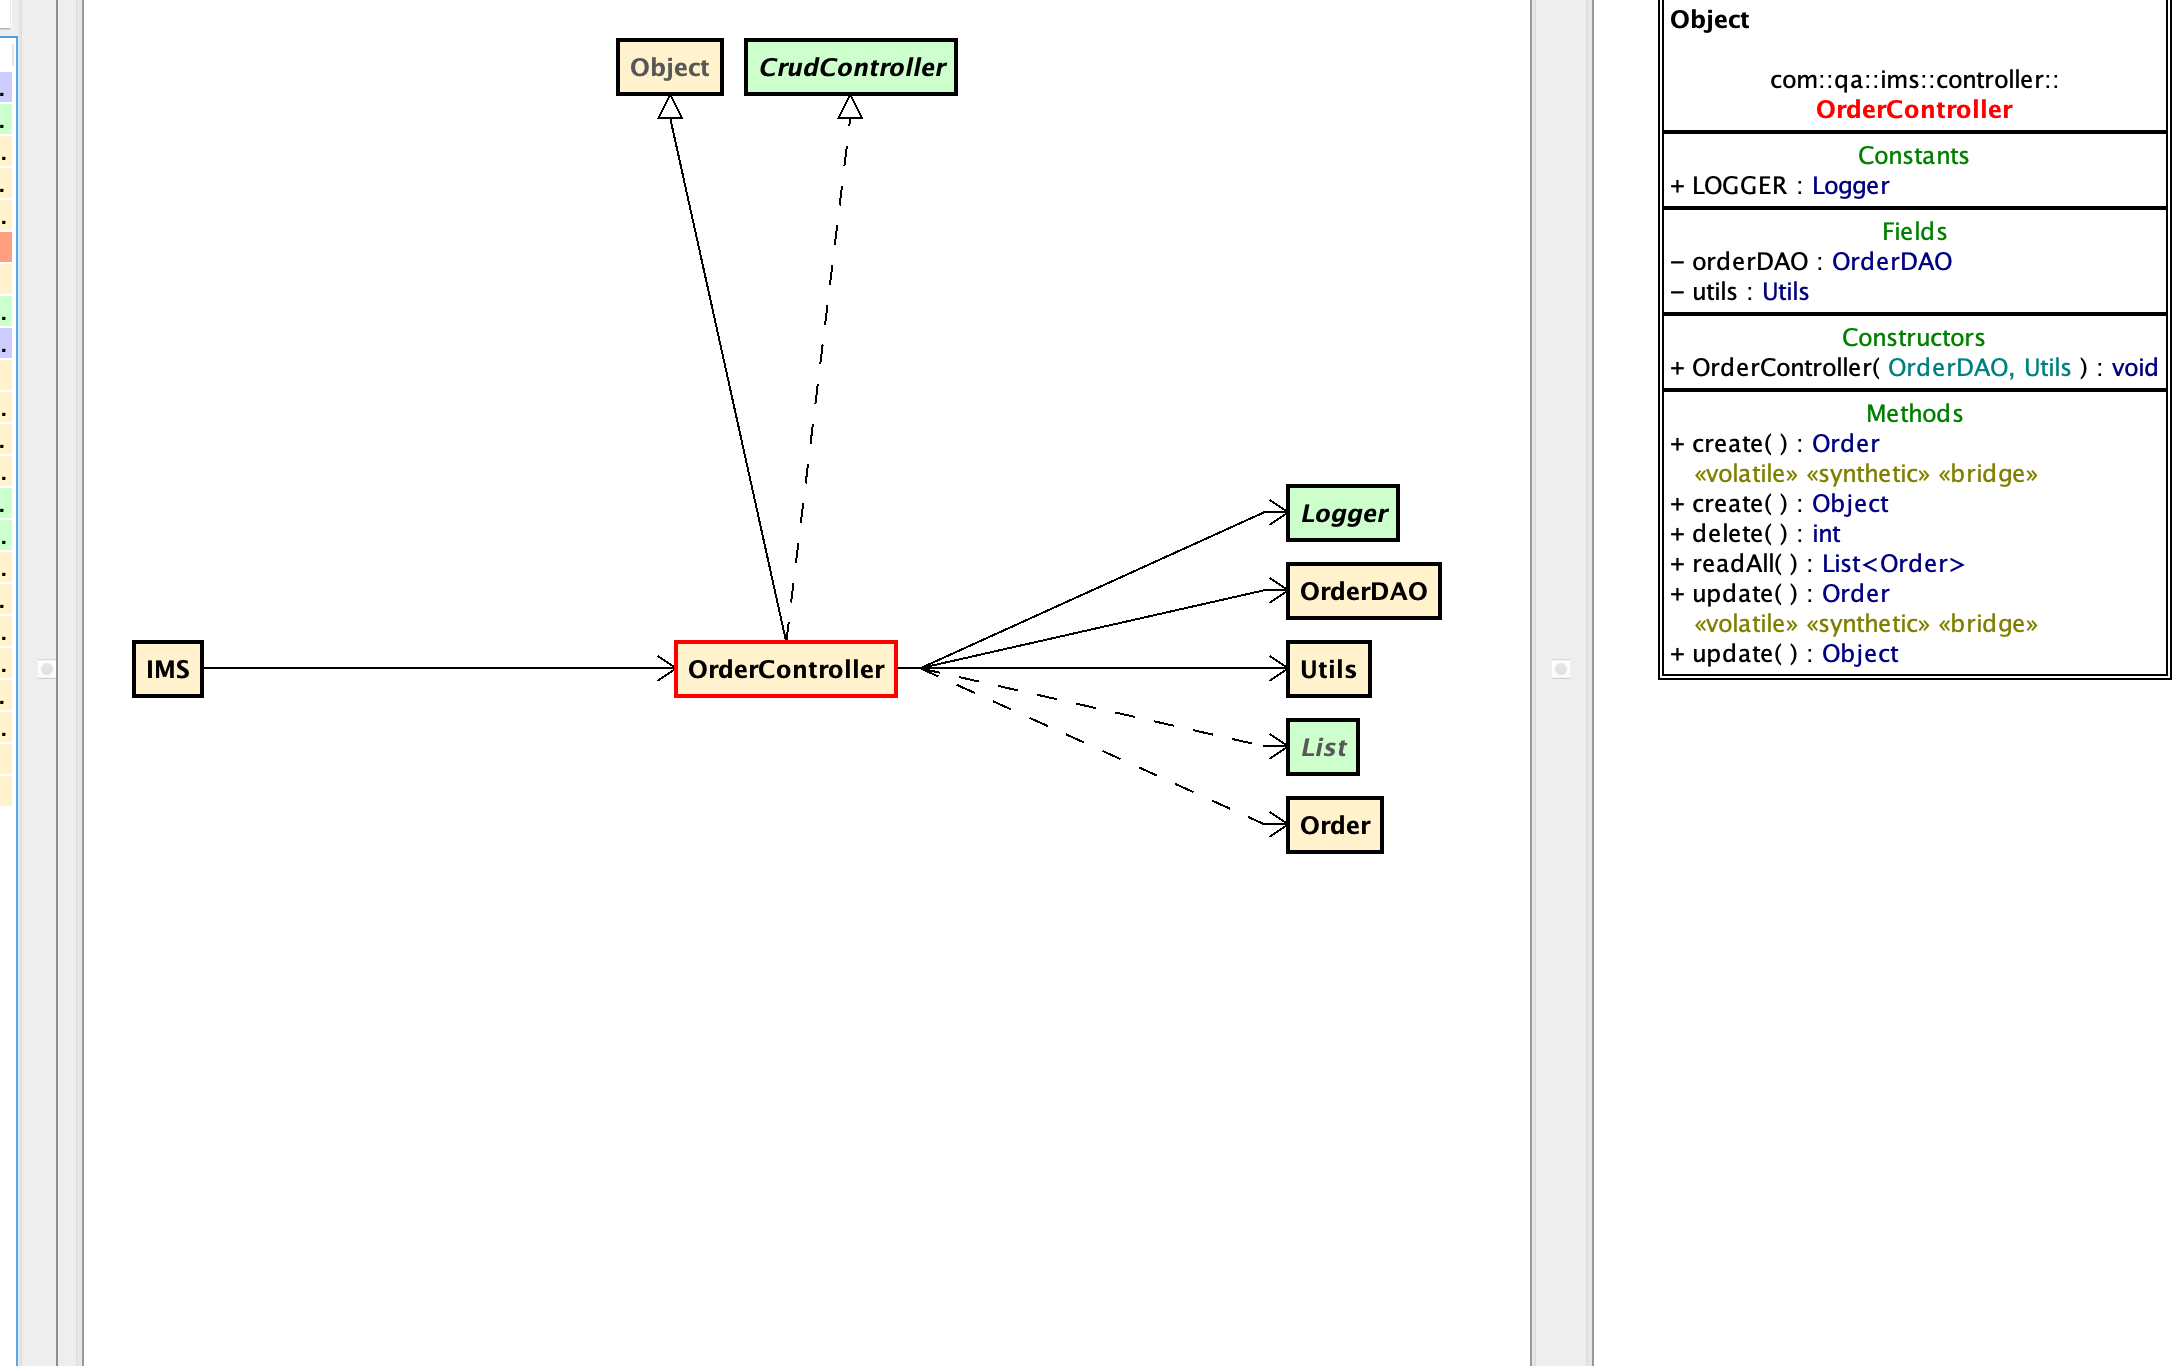 Object
CrudController
Logger
OrderDAO
IMS
OrderController
Utils
List
Order
Object
com::qa::ims::controller::
OrderController
Constants
+ LOGGER : Logger
Fields
− orderDAO : OrderDAO
− utils : Utils
Constructors
+ OrderController( OrderDAO, Utils ) : void
Methods
+ create( ) : Order
«volatile» «synthetic» «bridge»
+ create( ) : Object
+ delete( ) : int
+ readAll( ) : List<Order>
+ update( ) : Order
«volatile» «synthetic» «bridge»
+ update( ) : Object